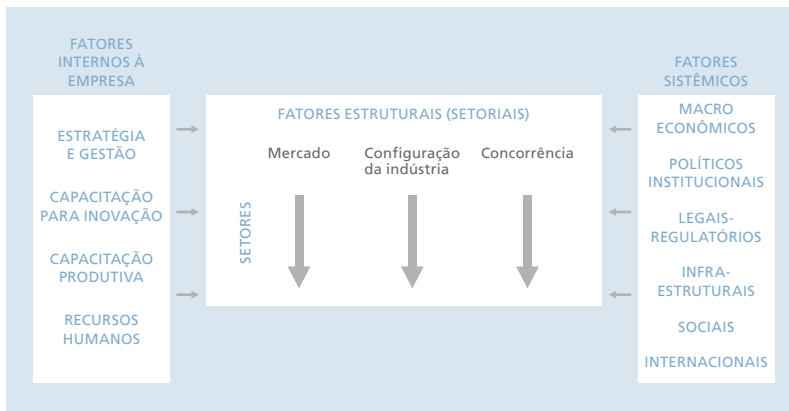 FATORES
INTERNOS À
EMPRESA
ESTRATÉGIA
E GESTÃO
CAPACITAÇÃO
PARA INOVAÇÃO
CAPACITAÇÃO
PRODUTIVA
RECURSOS
HUMANOS
FATORES ESTRUTURAIS (SETORIAIS)
Mercado
Configuração
da indústria
Concorrência
SETORES
FATORES
SISTÊMICOS
MACRO
ECONÔMICOS
POLÍTICOS
INSTITUCIONAIS
LEGAIS-
REGULATÓRIOS
INFRA-
ESTRUTURAIS
SOCIAIS
INTERNACIONAIS